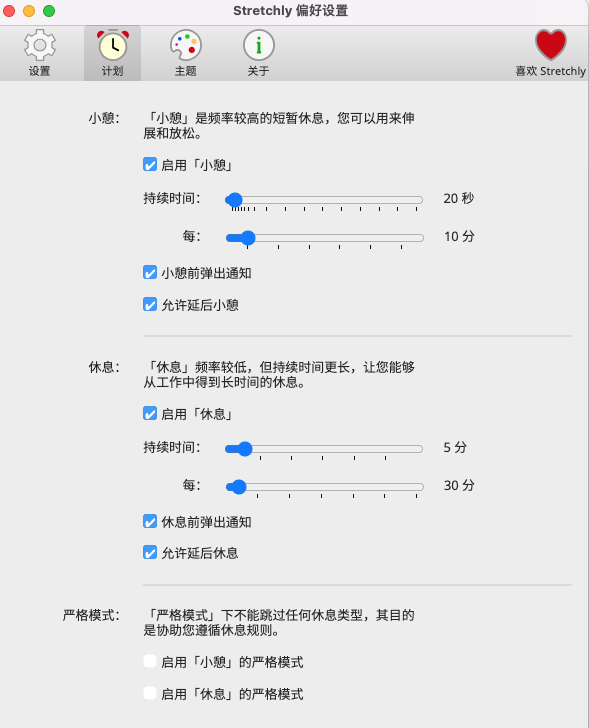 Stretchly 偏好设置
设置
计划
主题
关于
喜欢 Stretchly
小憩：
「小憩」是频率较高的短暂休息，您可以用来伸
展和放松。
启用「小憩」
持续时间：
20 秒
每：
10 分
小憩前弹出通知
允许延后小憩
休息：
「休息」频率较低，但持续时间更长，让您能够
从工作中得到长时间的休息。
启用「休息」
持续时间：
5 分
每：
30 分
休息前弹出通知
允许延后休息
严格模式：
「严格模式」下不能跳过任何休息类型，其目的
是协助您遵循休息规则。
启用「小憩」的严格模式
启用「休息」的严格模式